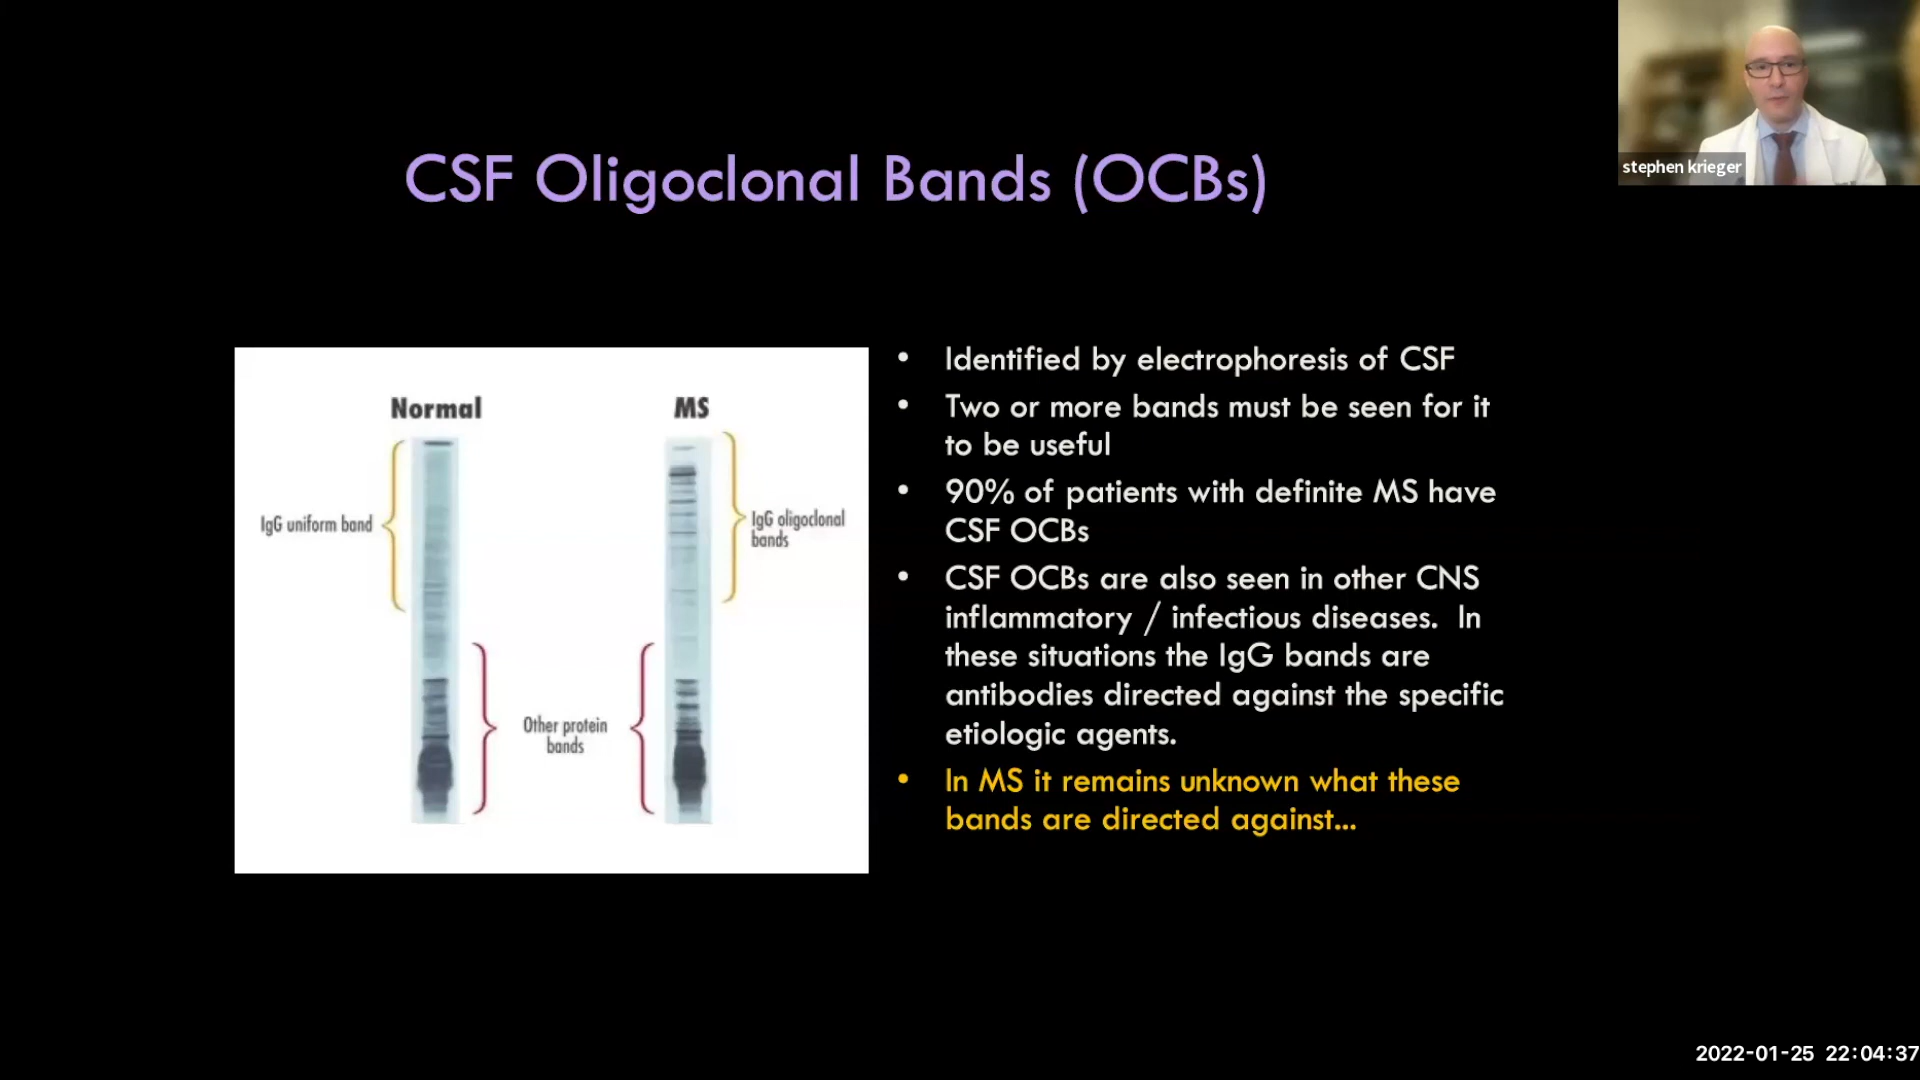 stephen krieger
CSF Oligoclonal Bands (OCBs)
Normal
MS
IgG uniform band
IgG oligoclonal
bands
Other protein
bands
• Identified by electrophoresis of CSF
• Two or more bands must be seen for it
to be useful
• 90% of patients with definite MS have
CSF OCBs
• CSF OCBs are also seen in other CNS
inflammatory / infectious diseases. In
these situations the IgG bands are
antibodies directed against the specific
etiologic agents.
• In MS it remains unknown what these
bands are directed against...
2022-01-25 22:04:37